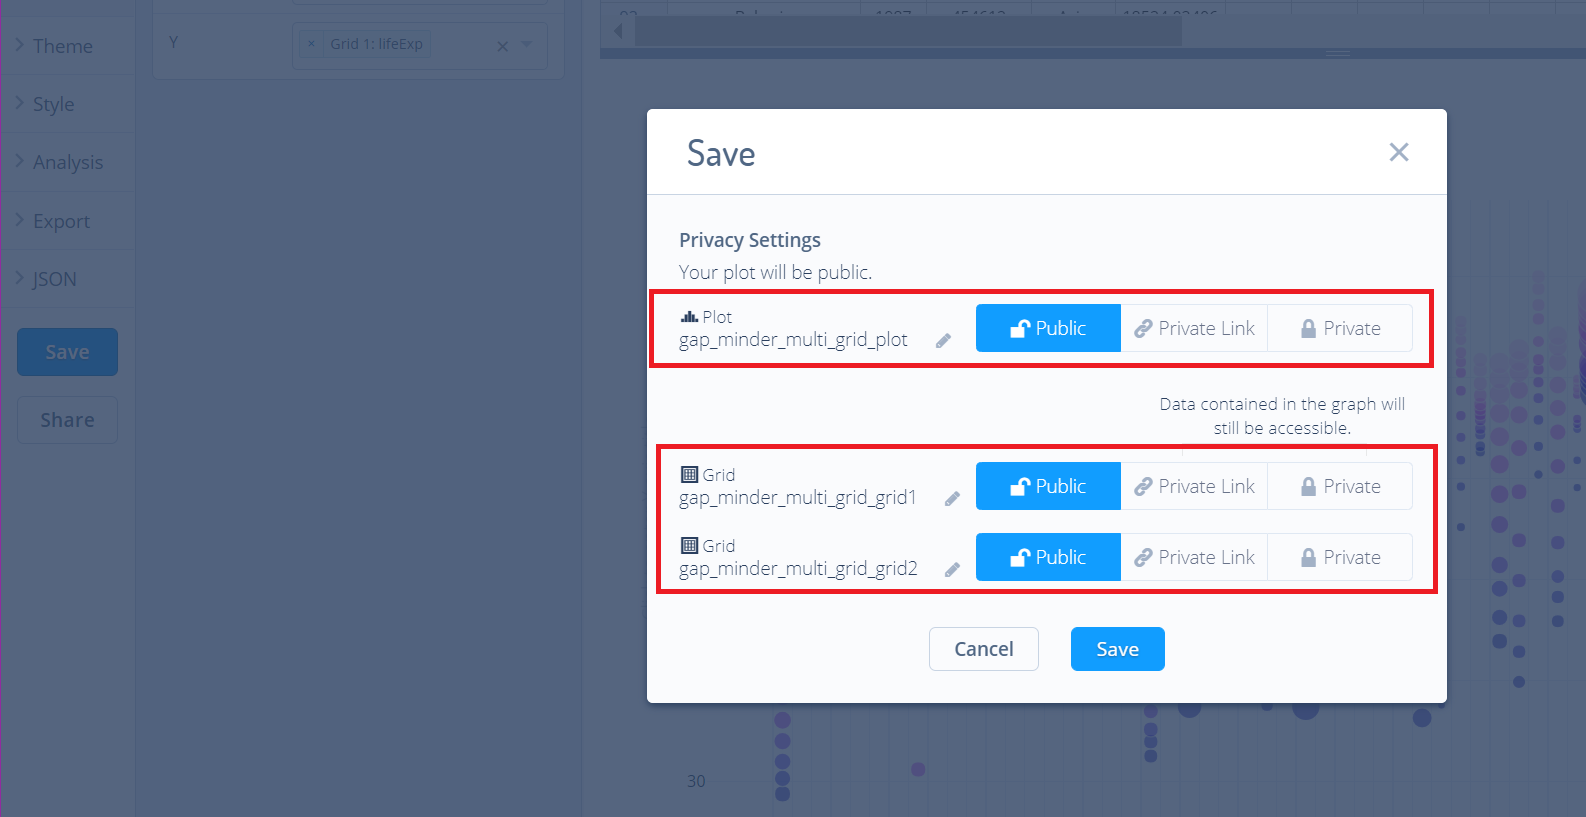 Theme
Style
Analysis
Export
JSON
Save
Share
Y
× Grid 1: lifeExp
Save
Privacy Settings
Your plot will be public.
Plot
gap_minder_multi_grid_plot
Public
Private Link
Private
Data contained in the graph will
still be accessible.
Grid
gap_minder_multi_grid_grid1
Public
Private Link
Private
Grid
gap_minder_multi_grid_grid2
Public
Private Link
Private
Cancel
Save
30